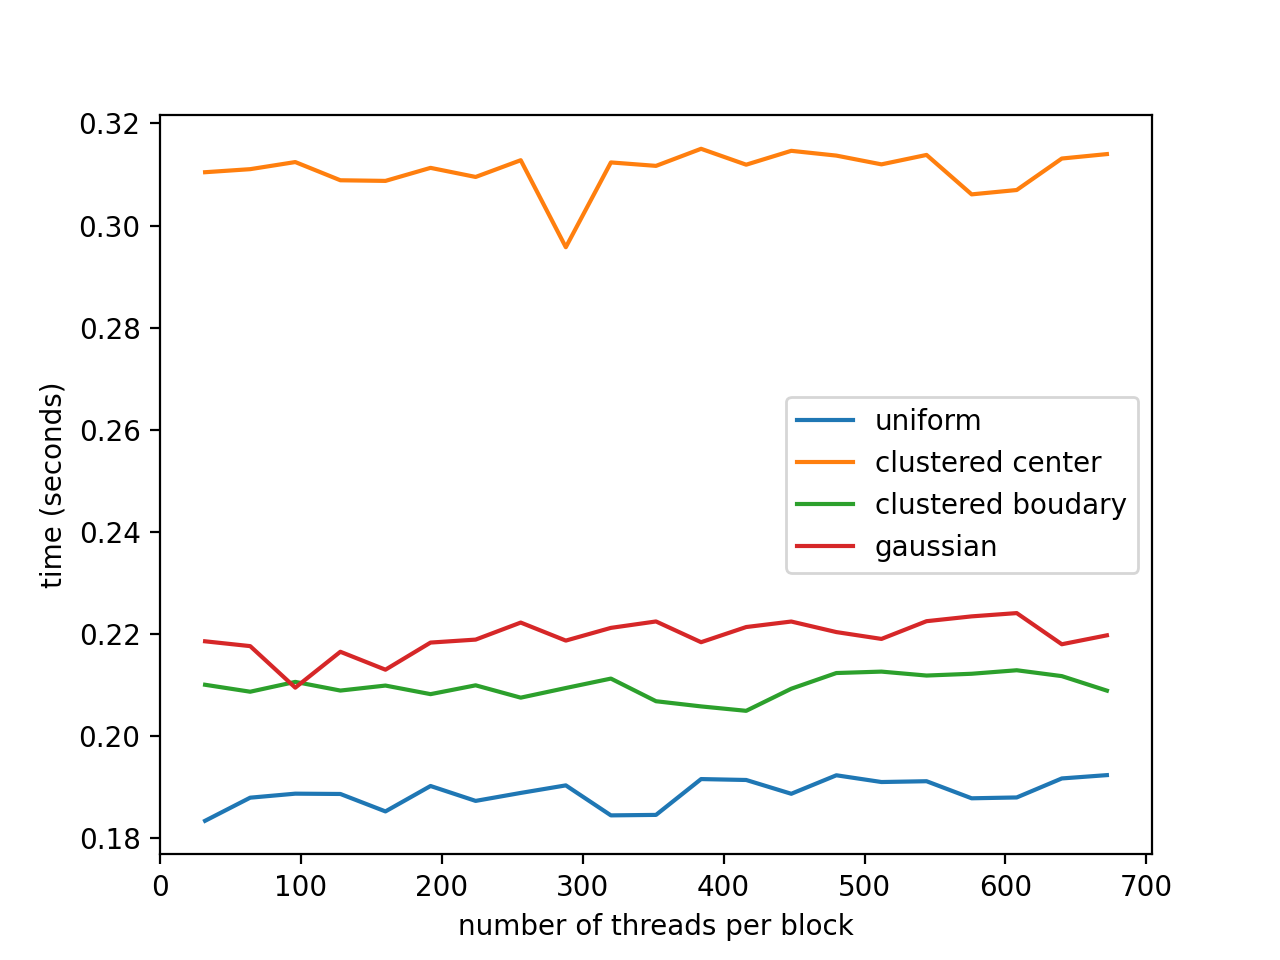 0.32
0.30
0.28
0.26
0.24
0.22
0.20
0.18
time (seconds)
0 100 200 300 400 500 600 700
number of threads per block
uniform
clustered center
clustered boudary
gaussian